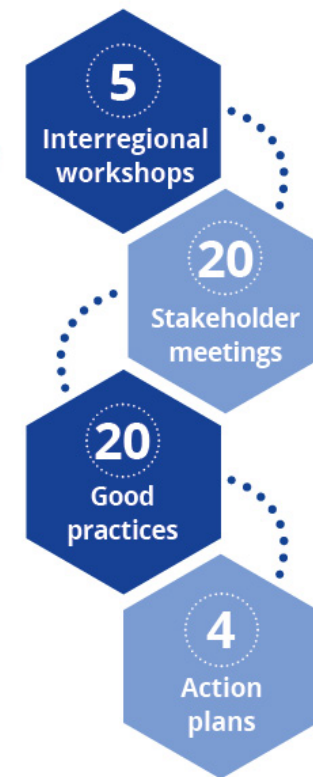 5
Interregional
workshops
20
Stakeholder
meetings
20
Good
practices
4
Action
plans